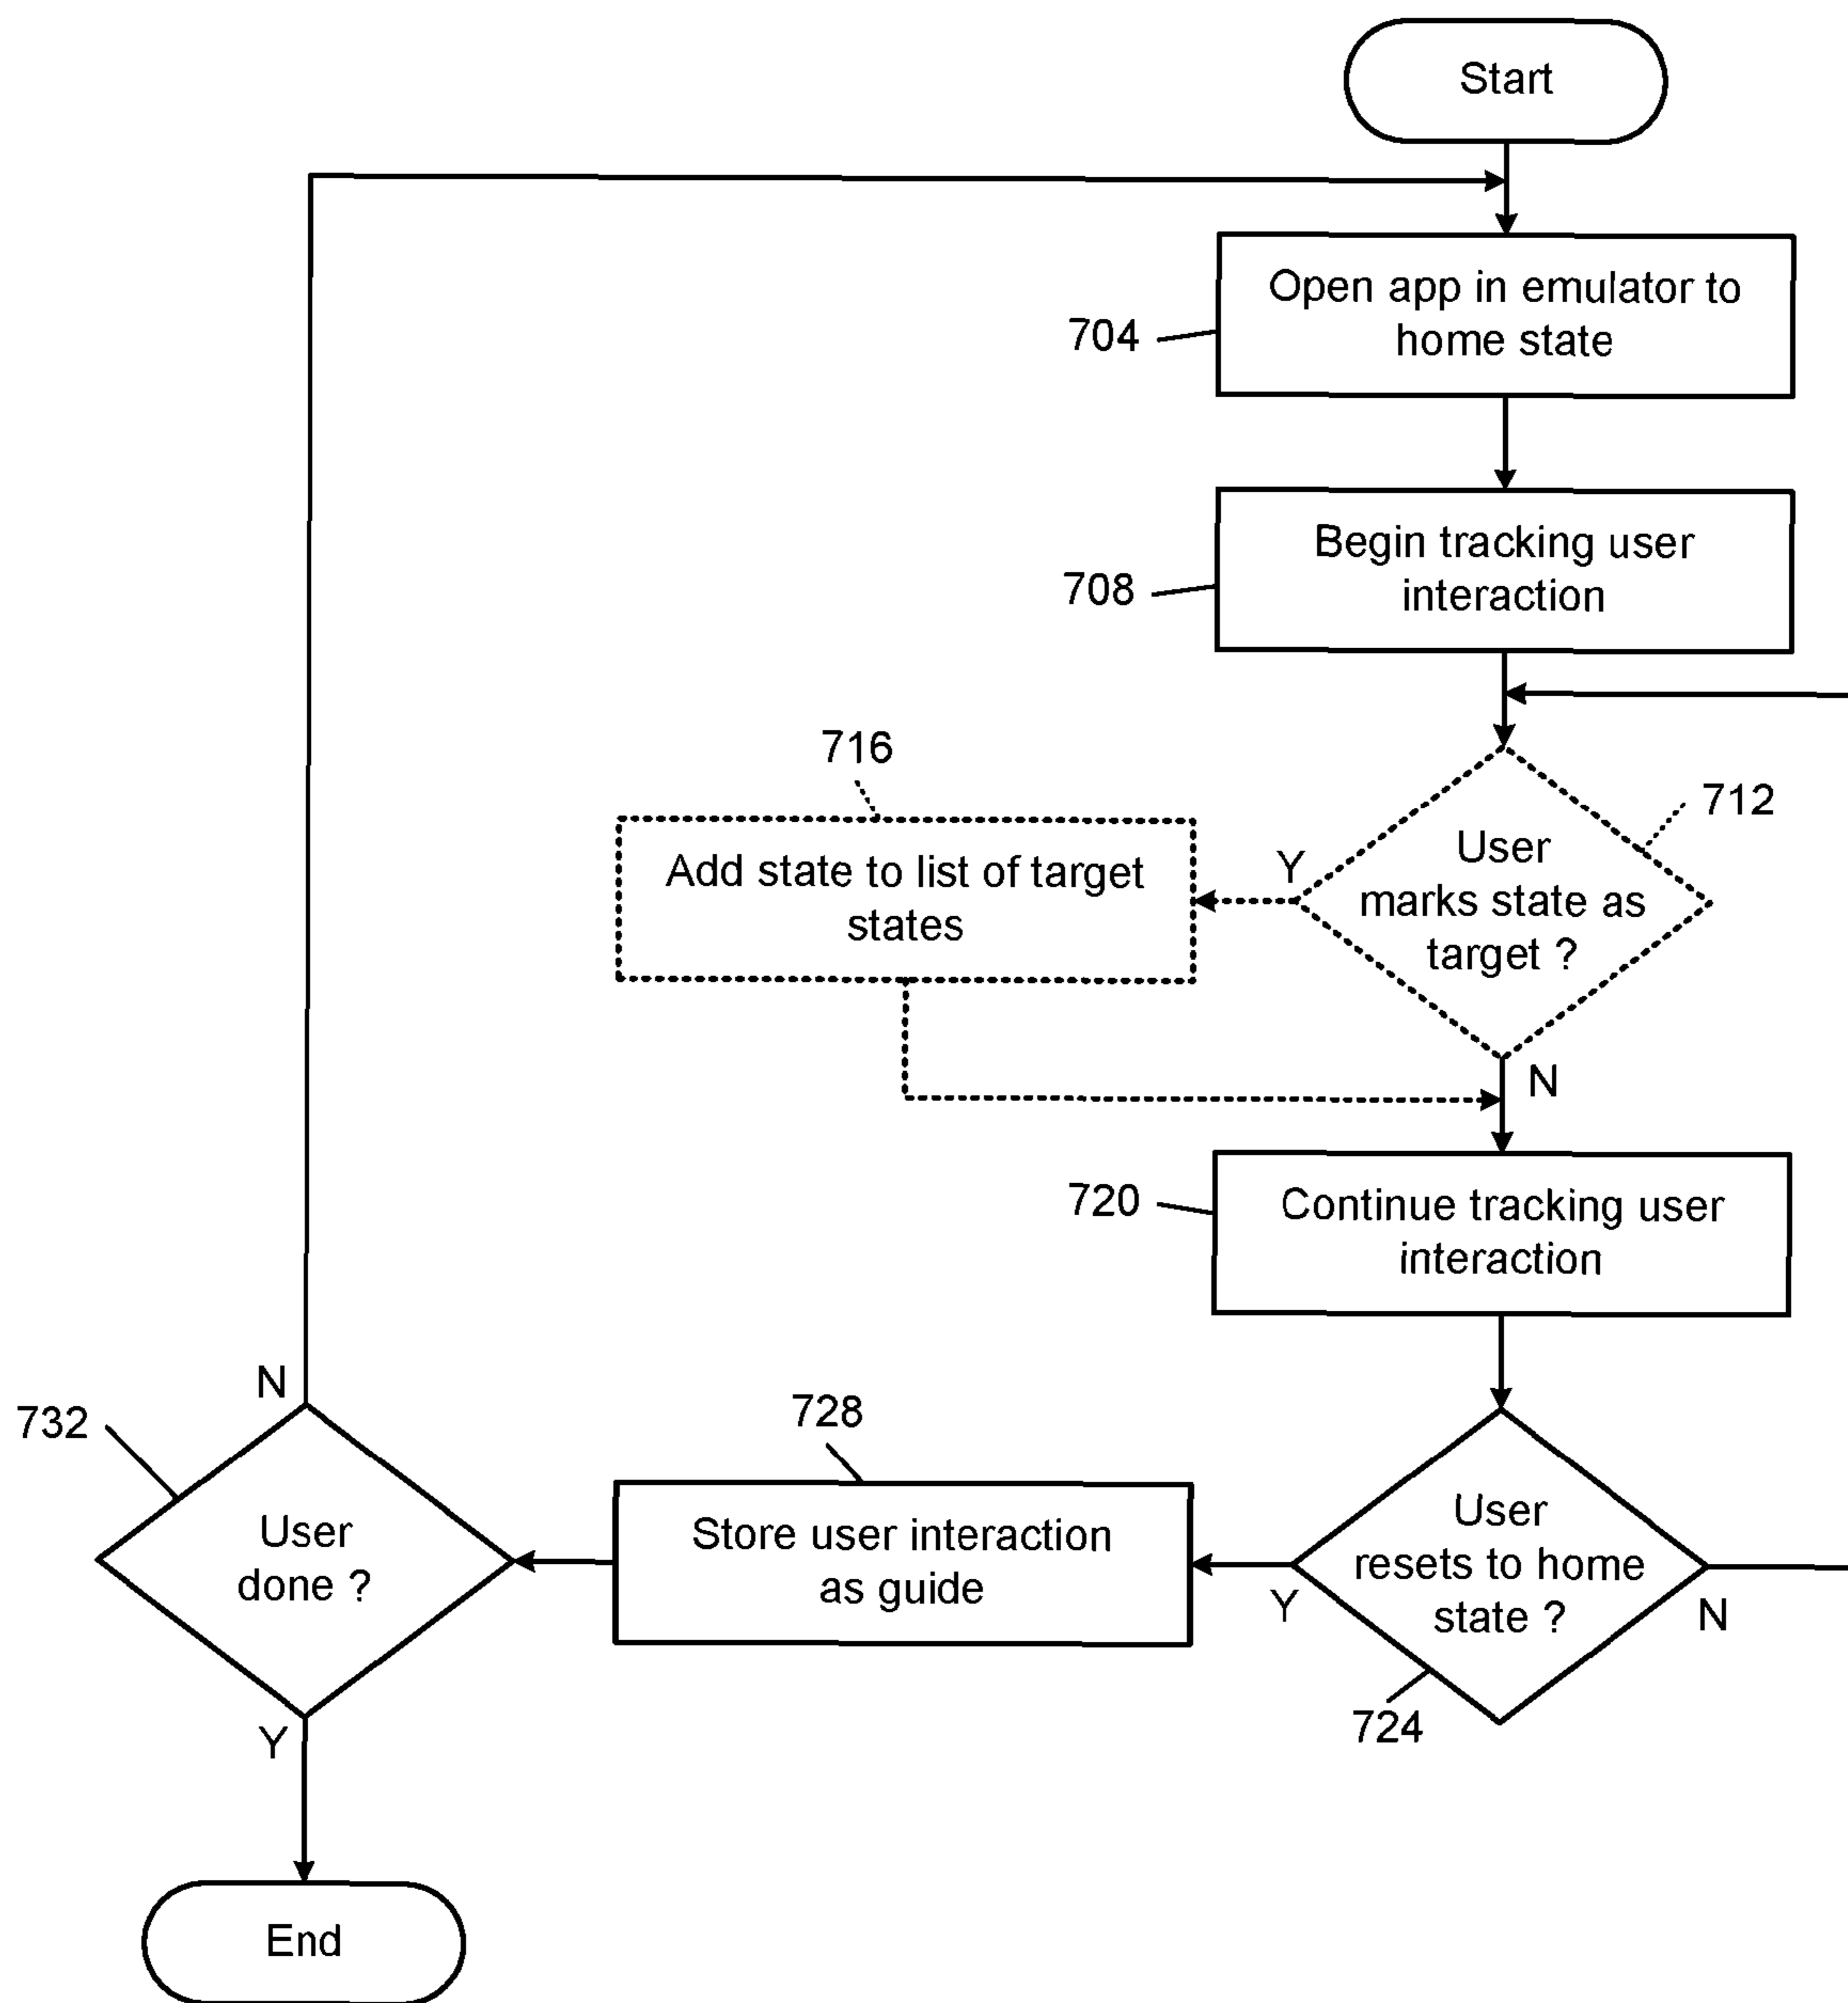 Start
Open app in emulator to
home state
704
Begin tracking user
interaction
708
716
712
Add state to list of target
states
Y
User
marks state as
target ?
N
720
Continue tracking user
interaction
N
732
728
User
done ?
Store user interaction
as guide
User
resets to home
state ?
Y
N
724
Y
End